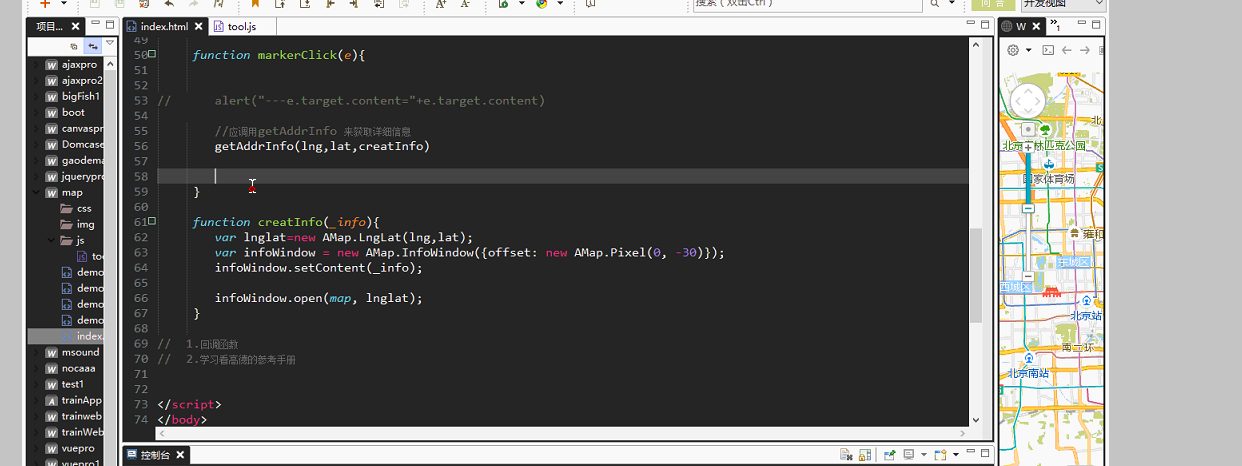 搜索（双击Ctrl）
问 答
开发视图
项目...
index.html
tool.js
W
1
ajaxpro
ajaxpro2
bigFish1
boot
canvaspr
Domcase
gaodema
jquerypro
map
css
img
js
to
demo
demo
demo
demo
index.
msound
nocaaa
test1
trainApp
trainweb
trainWeb
vuepro
vuepro1
49
50 function markerClick(e){
51
52
53 // alert("---e.target.content="+e.target.content)
54
55 //应调用getAddrInfo 来获取详细信息
56 getAddrInfo(lng,lat,creatInfo)
57
58
59 }
60
61 function creatInfo(_info){
62 var lnglat=new AMap.LngLat(lng,lat);
63 var infoWindow = new AMap.InfoWindow({offset: new AMap.Pixel(0, -30)});
64 infoWindow.setContent(_info);
65
66 infoWindow.open(map, lnglat);
67 }
68
69 // 1.回调函数
70 // 2.学习看高德的参考手册
71
72
73 </script>
74 </body>
控制台
北
北京奥林匹克公园
国家体育场
雍和
东城区
西城区
北京站
南二环
北京南站